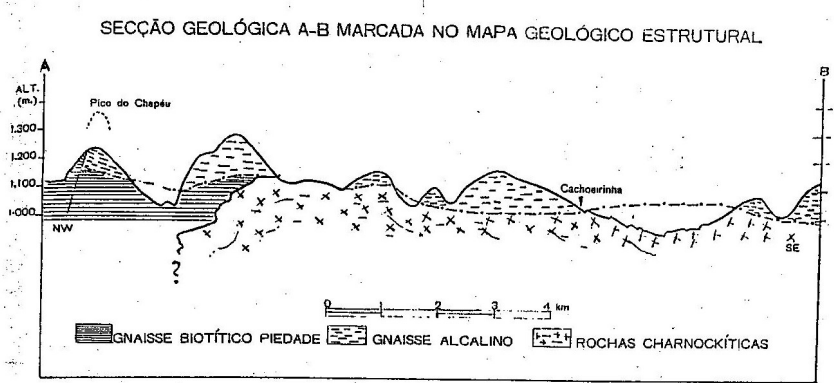 SECÇÃO GEOLÓGICA A-B MARCADA NO MAPA GEOLÓGICO ESTRUTURAL
A
B
ALT.
(m.)
Pico do Chapéu
1.300
1.200
1.100
1.000
Cachoeirinha
NW
SE
?
0 1 2 3 4 km
GNAISSE BIOTÍTICO PIEDADE GNAISSE ALCALINO ROCHAS CHARNOCKÍTICAS